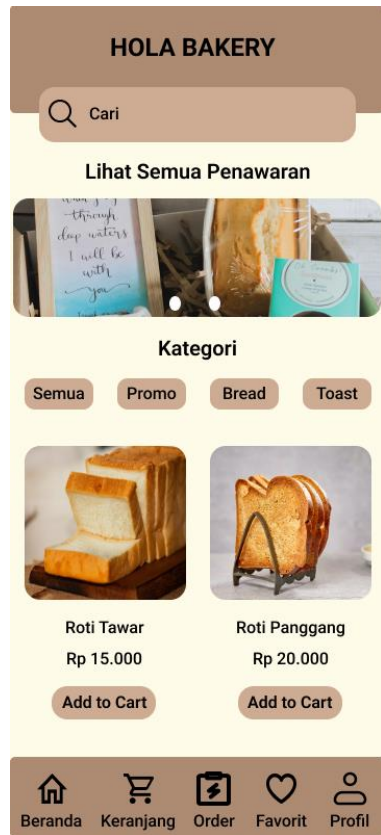 HOLA BAKERY
Cari
Lihat Semua Penawaran
through
deep waters
I will be
with
you
Kategori
Semua
Promo
Bread
Toast
Roti Tawar
Roti Panggang
Rp 15.000
Rp 20.000
Add to Cart
Add to Cart
Beranda
Keranjang
Order
Favorit
Profil